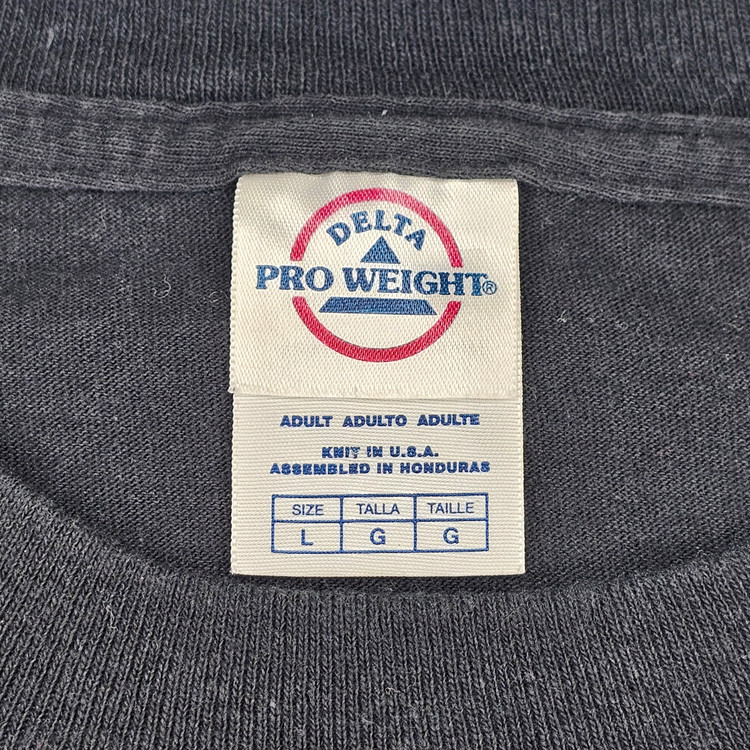 DELTA
PRO WEIGHT®
ADULT ADULTO ADULTE
KNIT IN U.S.A.
ASSEMBLED IN HONDURAS
SIZE TALLA TAILLE
L G G